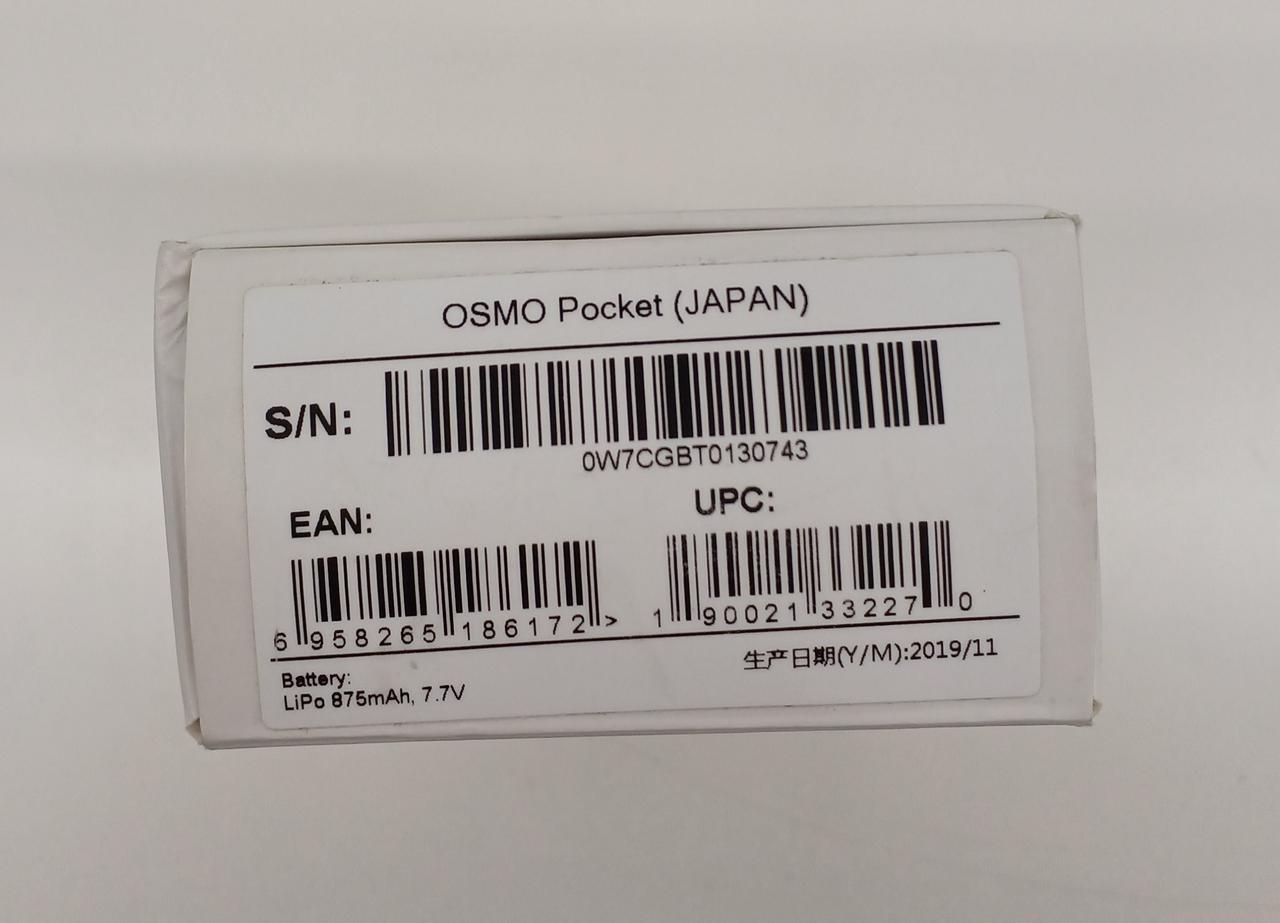 OSMO Pocket (JAPAN)
S/N:
0W7CGBT0130743
EAN:
6 958265 186172 >
UPC:
1 90021 33227 0
Battery:
LiPo 875mAh, 7.7V
生产日期(Y/M):2019/11